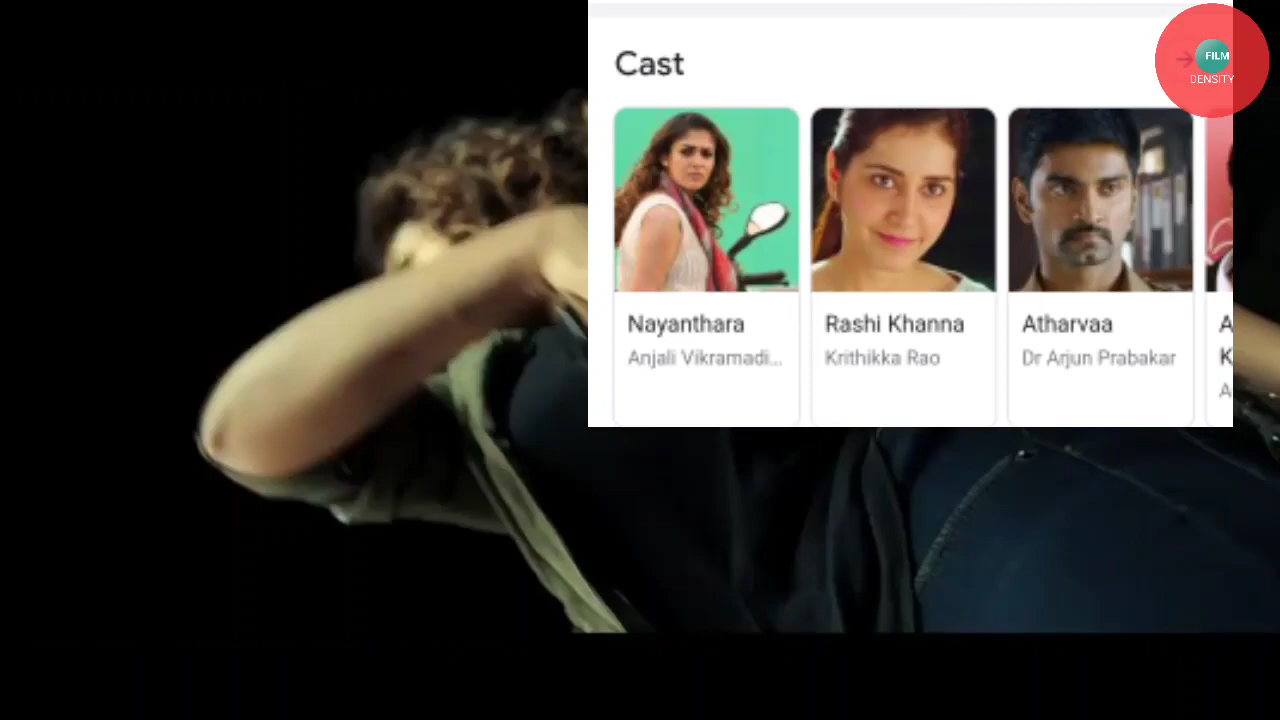 Cast
FILM
DENSITY
Nayanthara
Rashi Khanna
Atharvaa
A
Anjali Vikramadi...
Krithikka Rao
Dr Arjun Prabakar
K
A